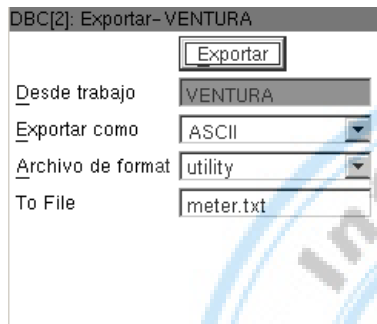 DBC[2]: Exportar-VENTURA
Exportar
Desde trabajo VENTURA
Exportar como ASCII
Archivo de format utility
To File meter.txt